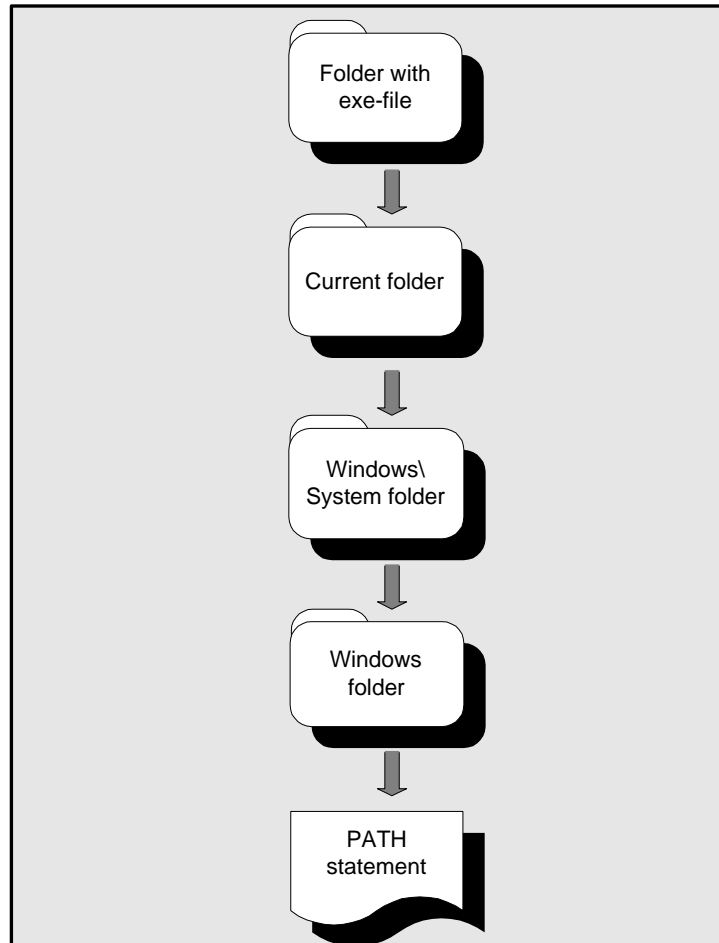 Folder with
exe-file
Current folder
Windows\
System folder
Windows
folder
PATH
statement